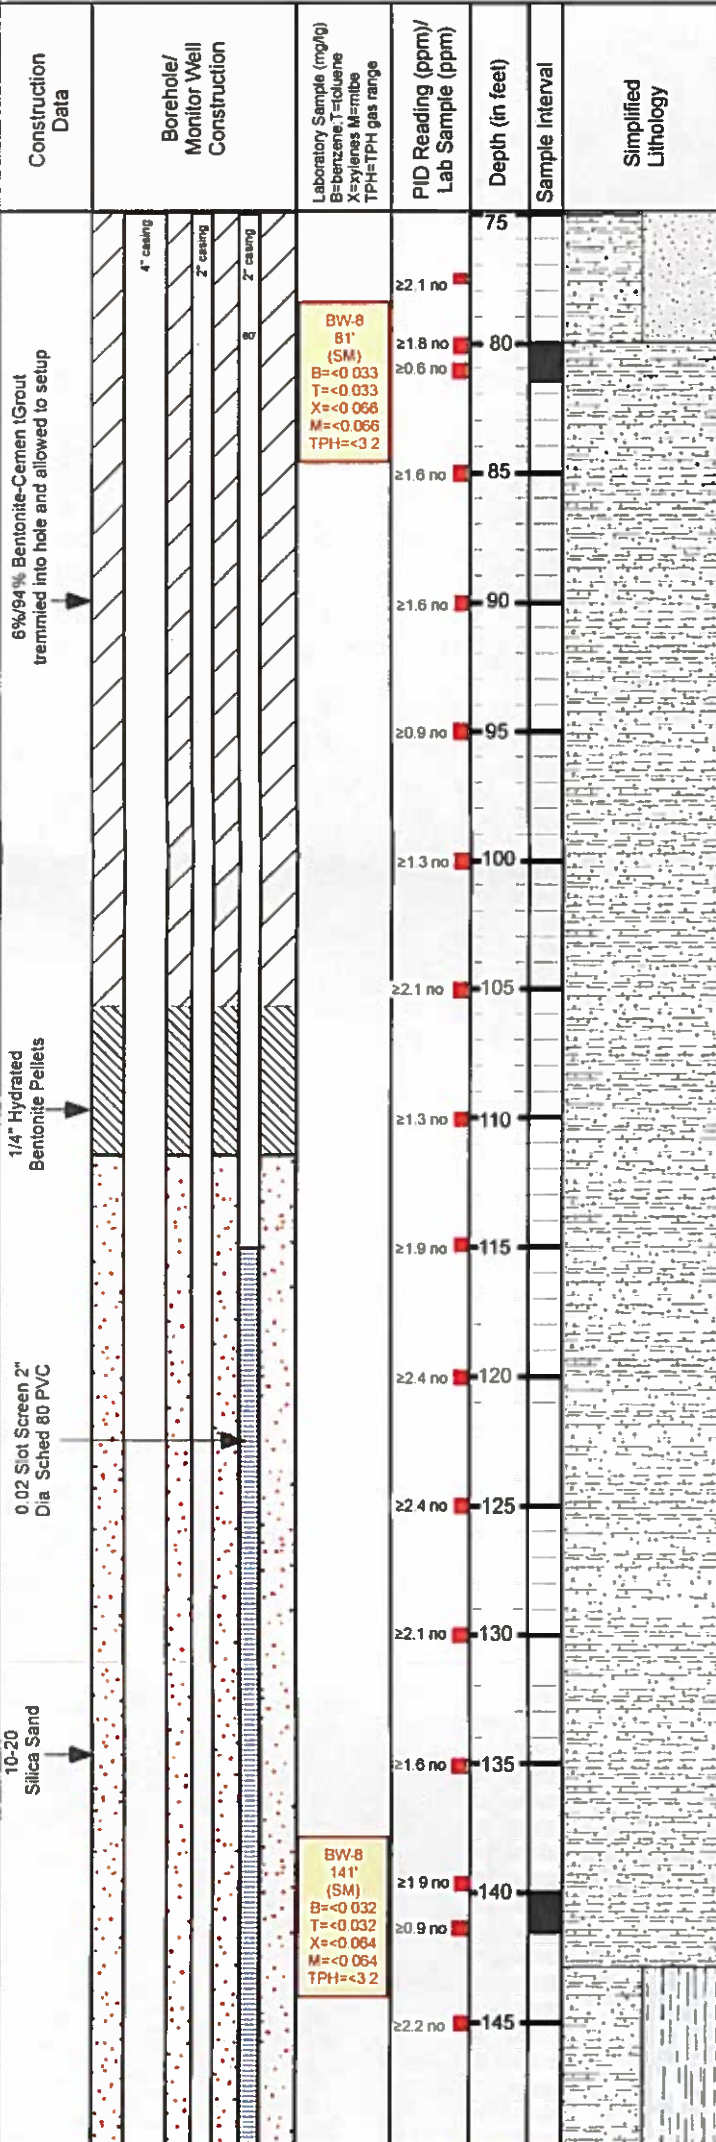 Construction
Data
Borehole/
Monitor Well
Construction
Laboratory Sample (mg/lg)
B=benzene;T=toluene
X=xylenes M=mtbe
TPH=TPH gas range
PID Reading (ppm)/
Lab Sample (ppm)
Depth (in feet)
Sample Interval
Simplified
Lithology
6%/94% Bentonite-Cemen tGrout
tremmied into hole and allowed to setup
1/4" Hydrated
Bentonite Pellets
0.02 Slot Screen 2"
Dia Sched 80 PVC
10-20
Silica Sand
4" casing
2" casing
2" casing
BW-8
81'
(SM)
B=<0 033
T=<0.033
X=<0 066
M=<0.066
TPH=<3 2
BW-8
141'
(SM)
B=<0 032
T=<0.032
X=<0.064
M=<0 064
TPH=<3 2
75
≥2.1 no
≥1.8 no 80
≥0.6 no
≥1.6 no 85
≥1.6 no 90
≥0.9 no 95
≥1.3 no 100
≥2.1 no 105
≥1.3 no 110
≥1.9 no 115
≥2.4 no 120
≥2.4 no 125
≥2.1 no 130
≥1.6 no 135
≥1 9 no 140
≥0.9 no
≥2.2 no 145